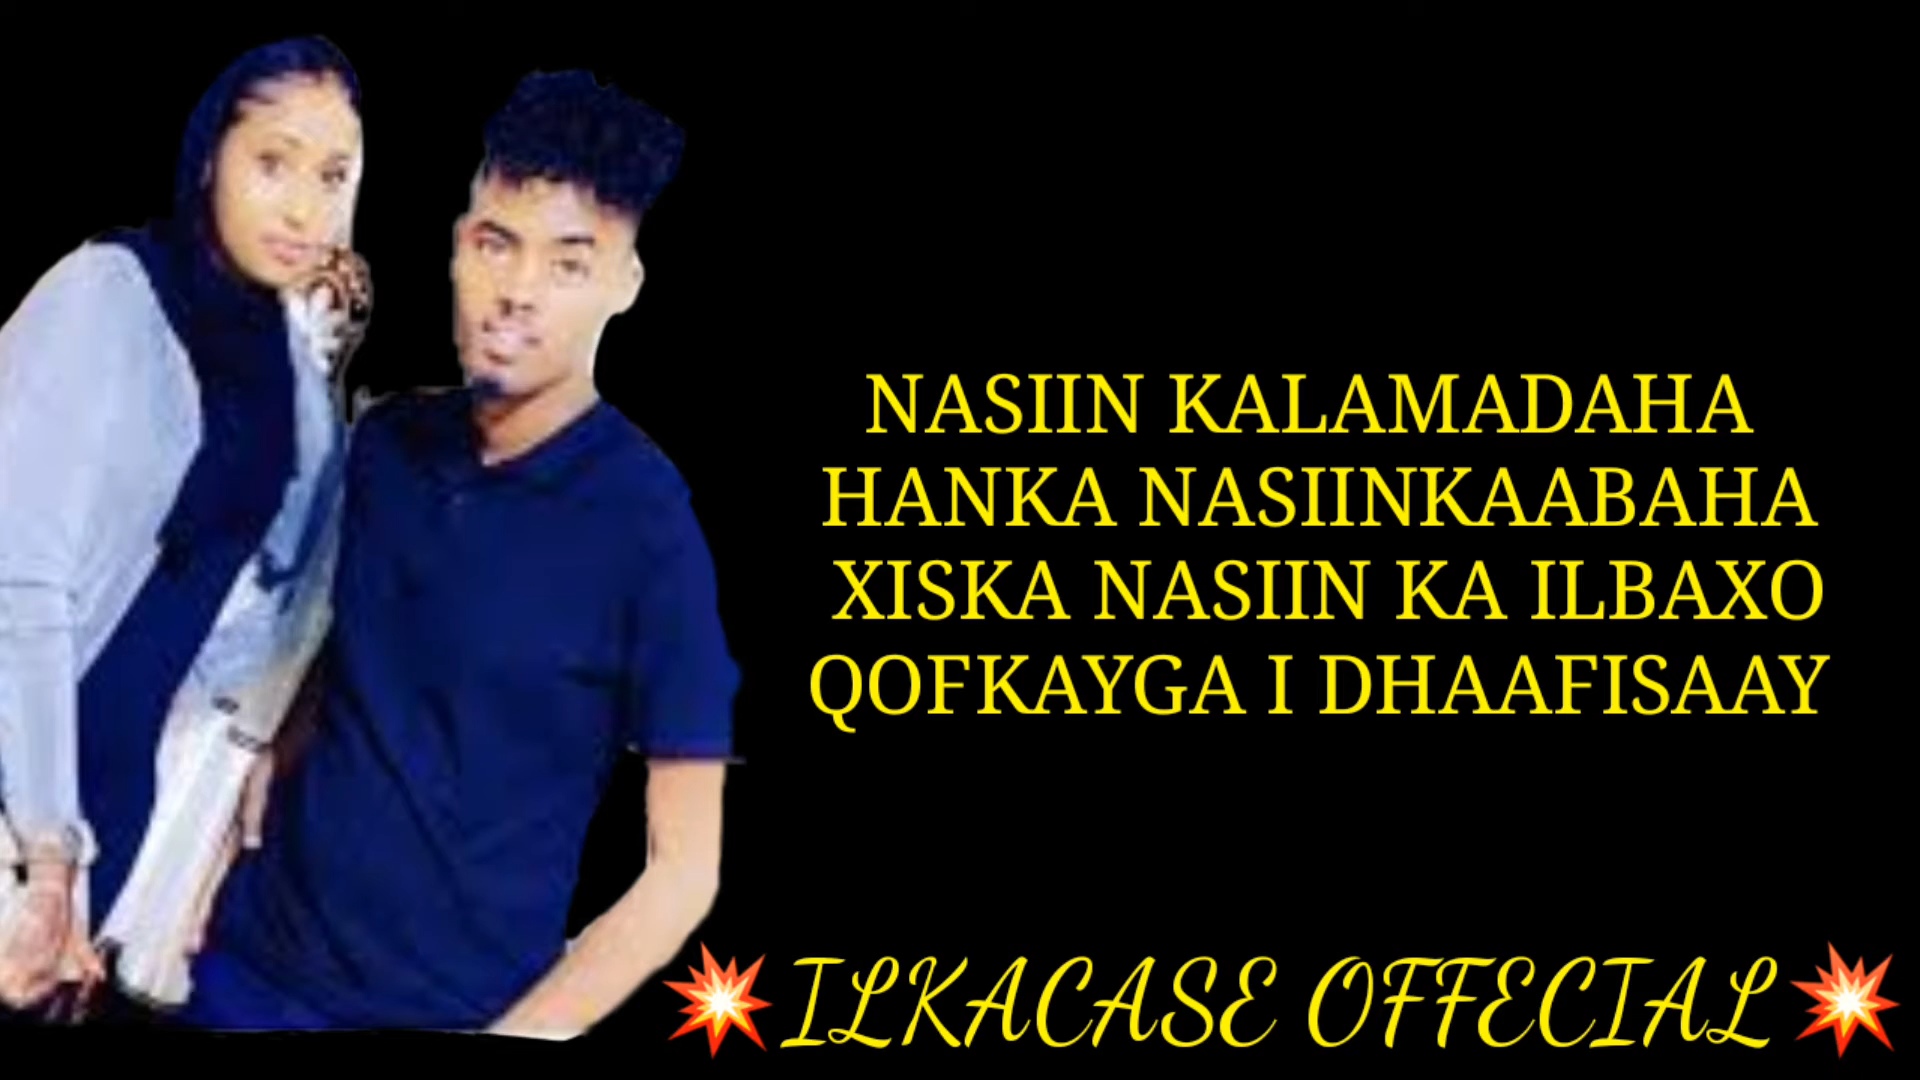 NASIIN KALAMADAHA
HANKA NASIINKAABAHA
XISKA NASIIN KA ILBAXO
QOFKAYGA I DHAAFISAAY
💥ILKACASE OFFECIAL💥